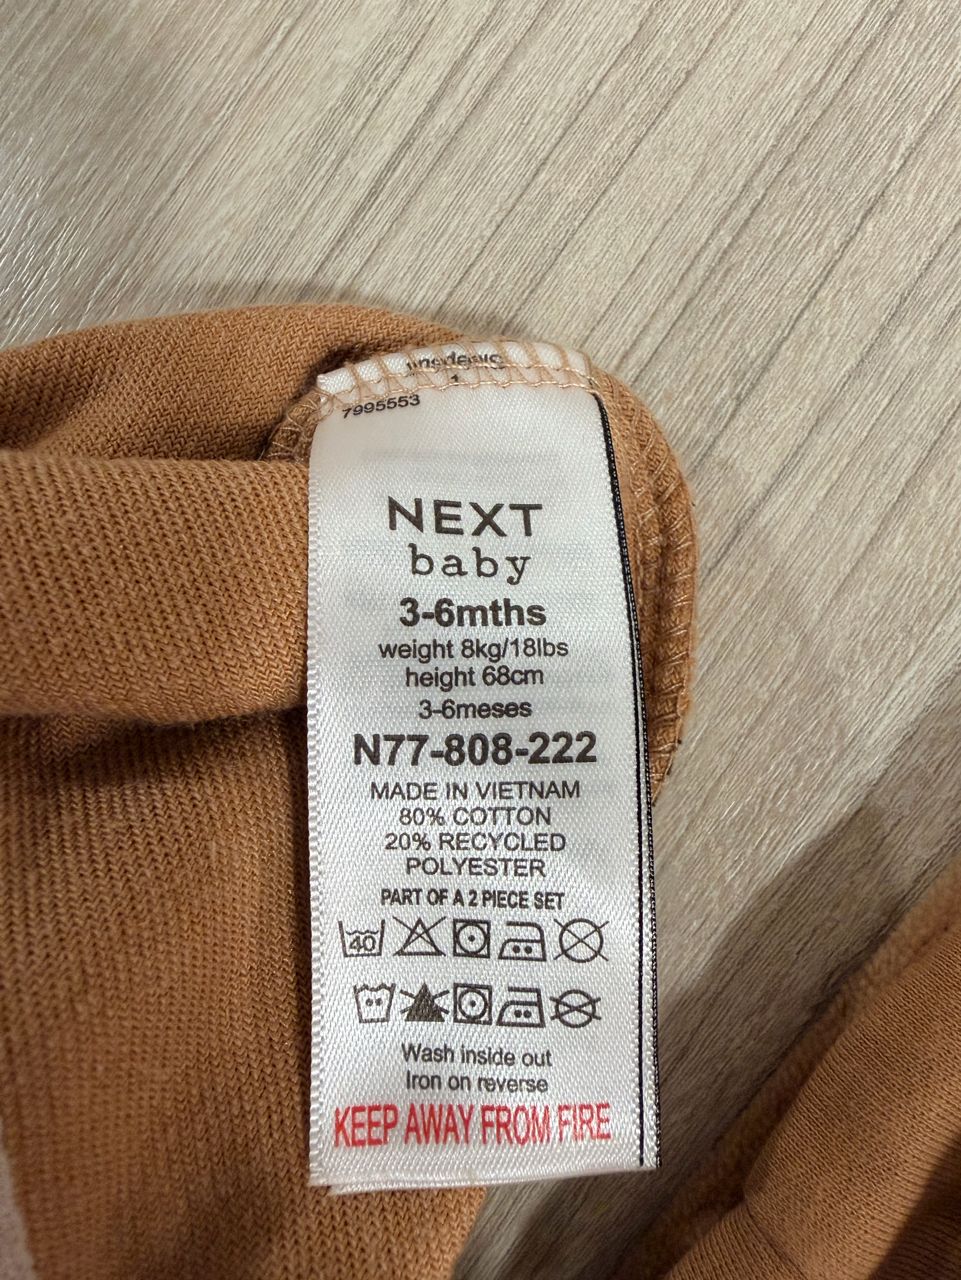 7995553
NEXT
baby
3-6mths
weight 8kg/18lbs
height 68cm
3-6meses
N77-808-222
MADE IN VIETNAM
80% COTTON
20% RECYCLED
POLYESTER
PART OF A 2 PIECE SET
40
Wash inside out
Iron on reverse
KEEP AWAY FROM FIRE